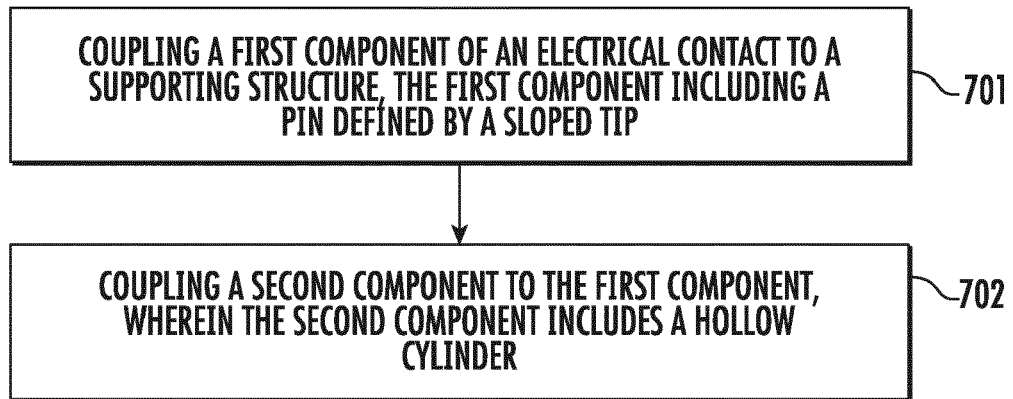 COUPLING A FIRST COMPONENT OF AN ELECTRICAL CONTACT TO A
SUPPORTING STRUCTURE, THE FIRST COMPONENT INCLUDING A
PIN DEFINED BY A SLOPED TIP
701
COUPLING A SECOND COMPONENT TO THE FIRST COMPONENT,
WHEREIN THE SECOND COMPONENT INCLUDES A HOLLOW
CYLINDER
702